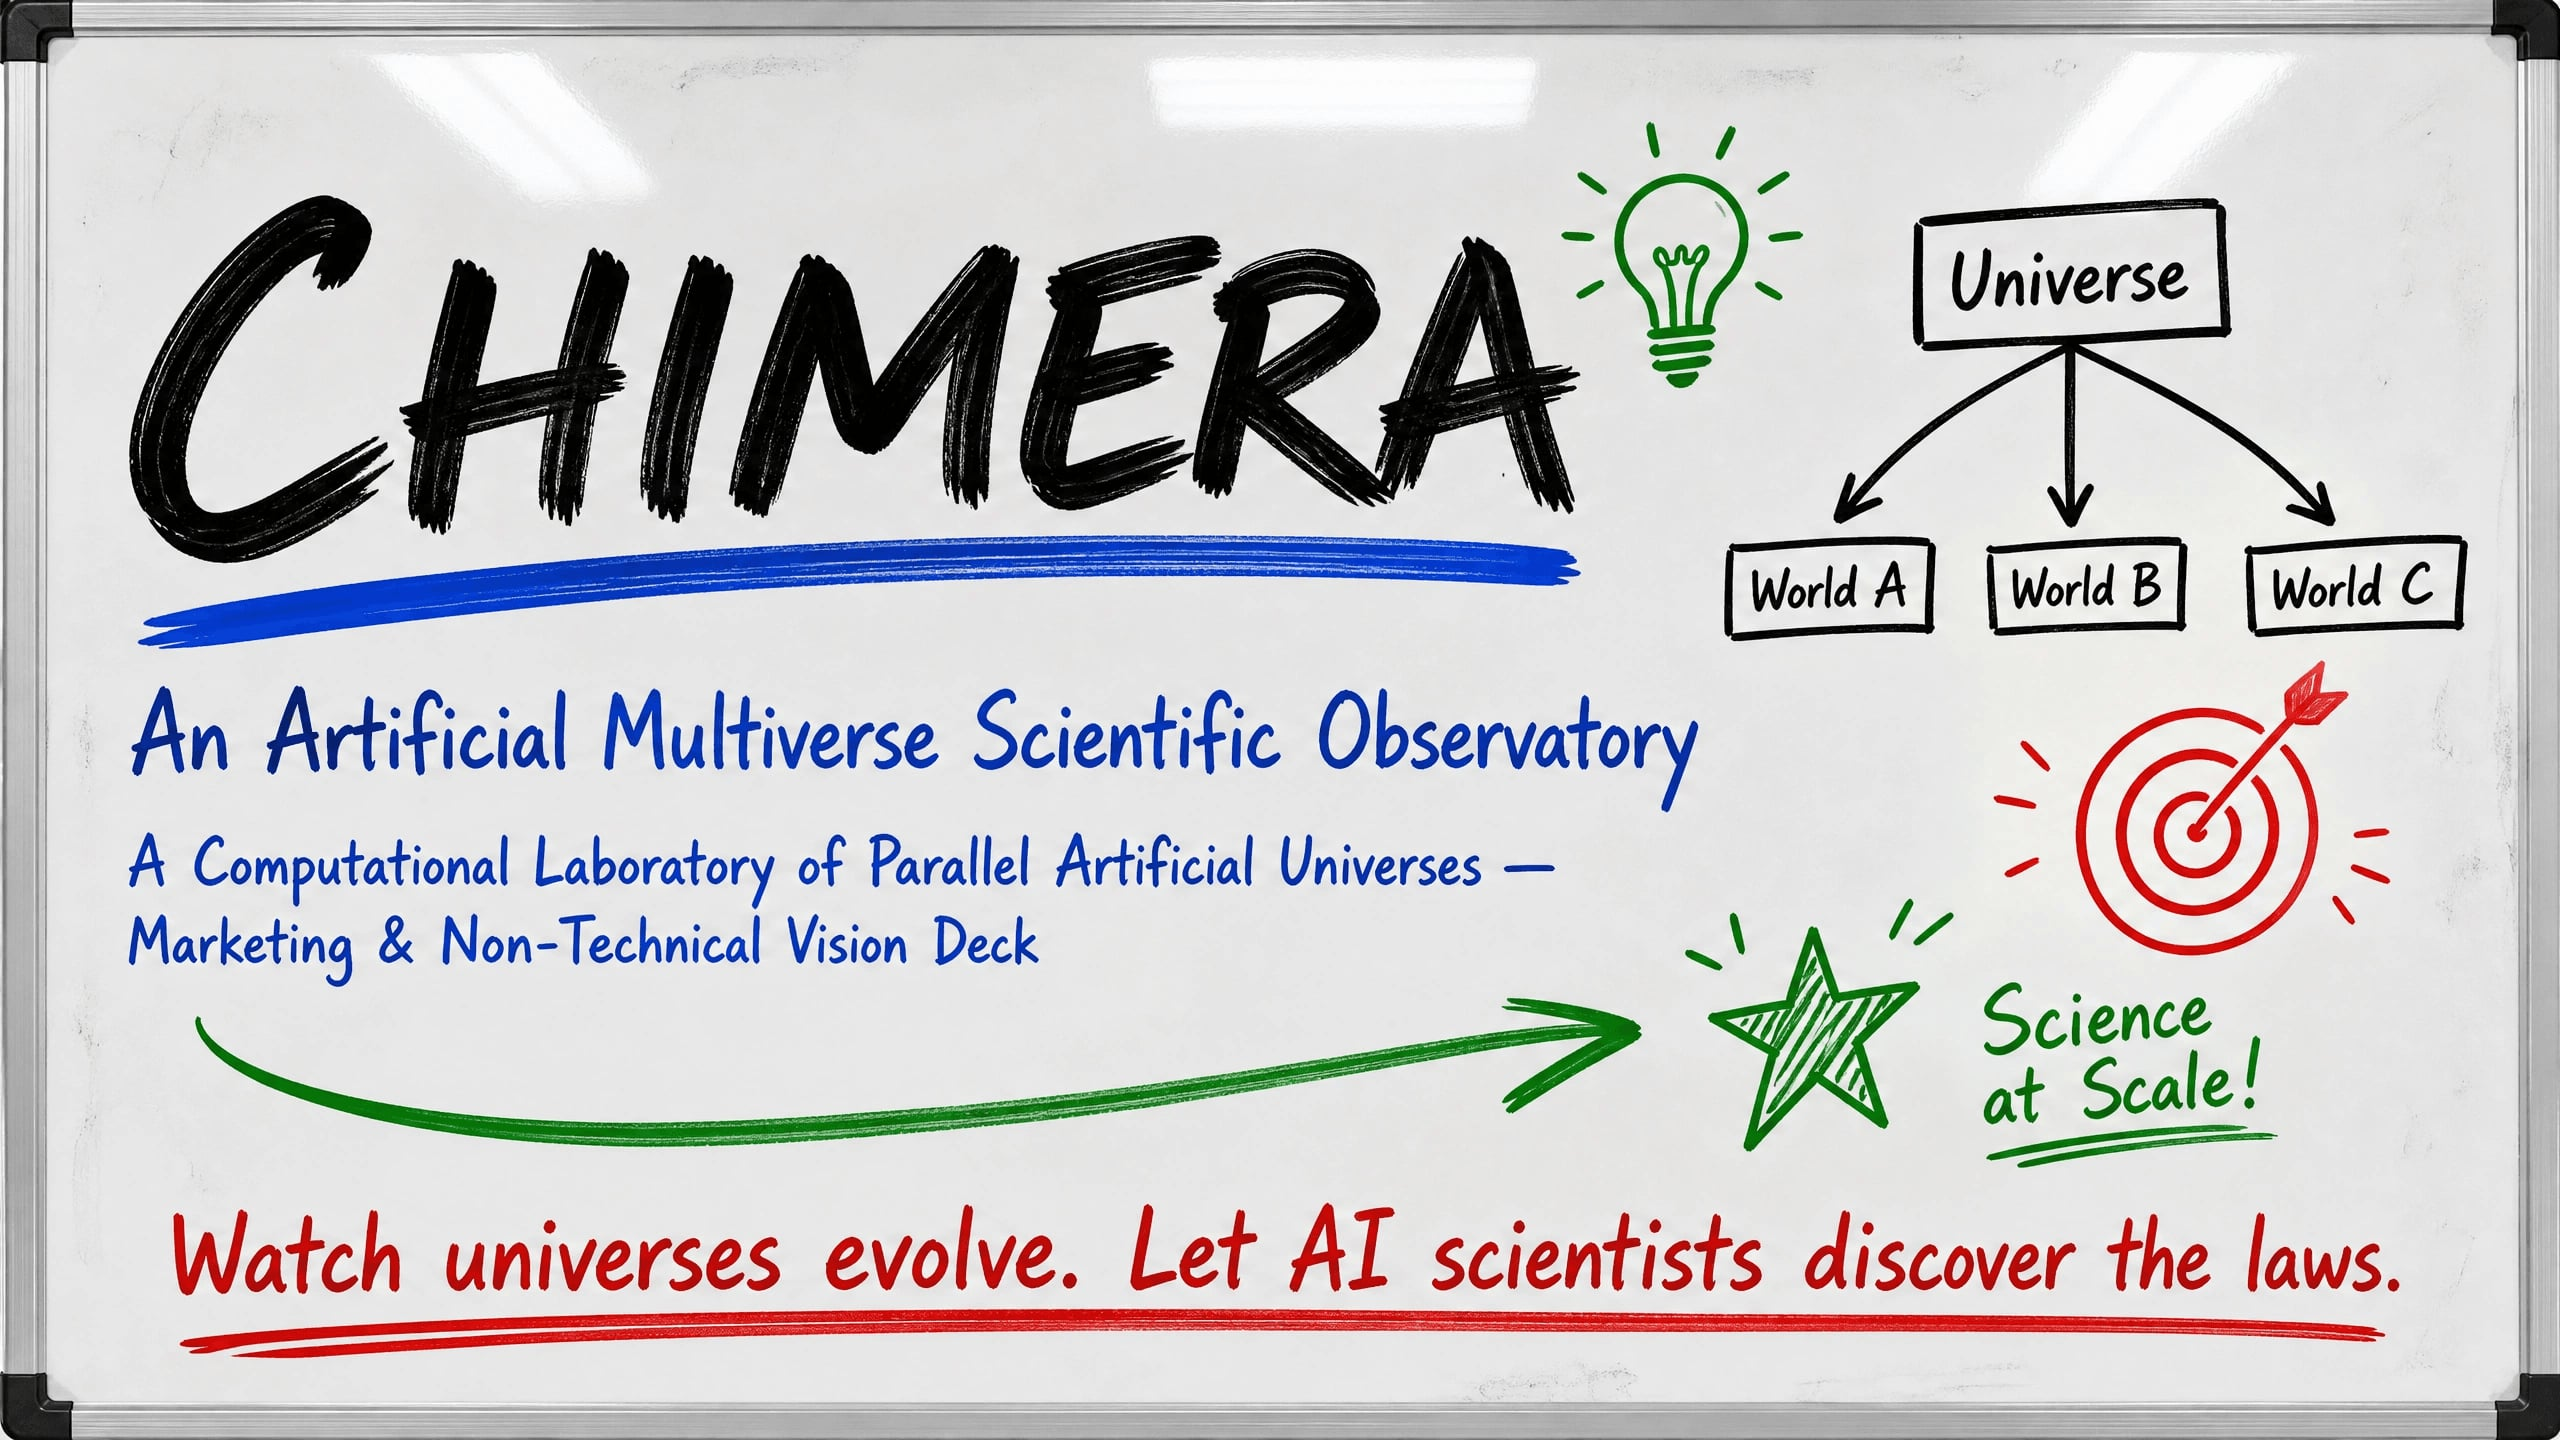 CHIMERA
Universe
World A
World B
World C
An Artificial Multiverse Scientific Observatory
A Computational Laboratory of Parallel Artificial Universes —
Marketing & Non-Technical Vision Deck
Science
at Scale!
Watch universes evolve. Let AI scientists discover the laws.